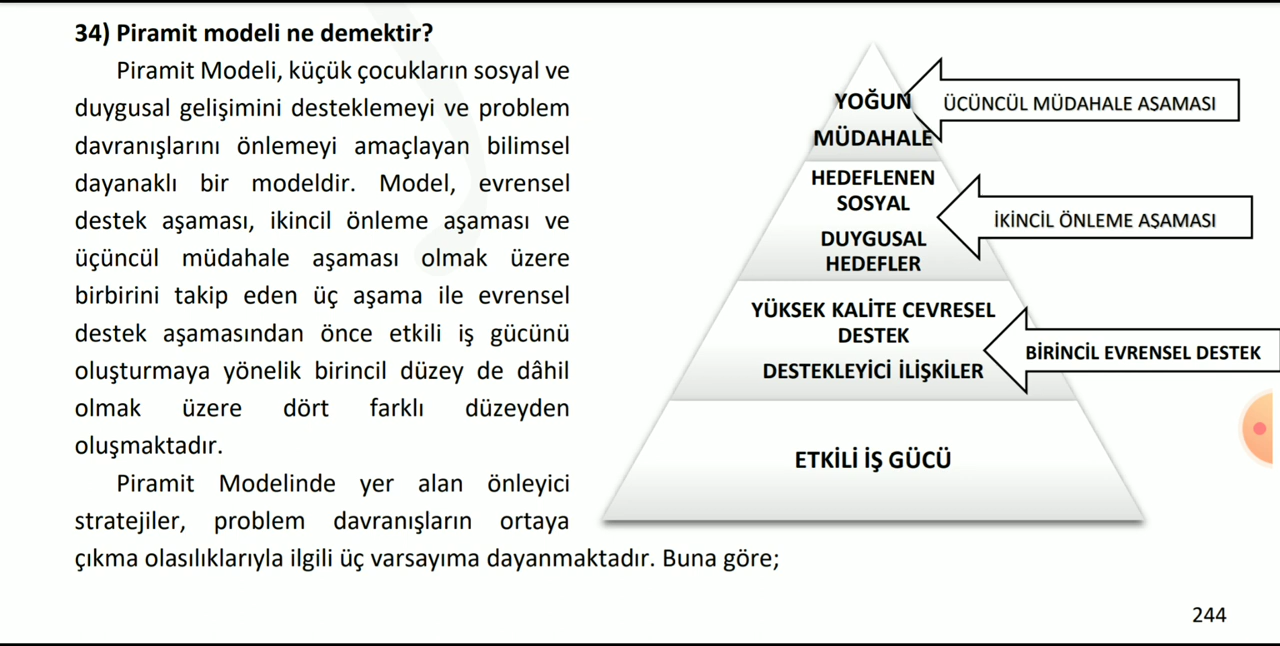 34) Piramit modeli ne demektir?
Piramit Modeli, küçük çocukların sosyal ve
duygusal gelişimini desteklemeyi ve problem
davranışlarını önlemeyi amaçlayan bilimsel
dayanaklı bir modeldir. Model, evrensel
destek aşaması, ikincil önleme aşaması ve
üçüncül müdahale aşaması olmak üzere
birbirini takip eden üç aşama ile evrensel
destek aşamasından önce etkili iş gücünü
oluşturmaya yönelik birincil düzey de dâhil
olmak üzere dört farklı düzeyden
oluşmaktadır.
Piramit Modelinde yer alan önleyici
stratejiler, problem davranışların ortaya
çıkma olasılıklarıyla ilgili üç varsayıma dayanmaktadır. Buna göre;
YOĞUN
MÜDAHALE
ÜCÜNCÜL MÜDAHALE AŞAMASI
HEDEFLENEN
SOSYAL
DUYGUSAL
HEDEFLER
İKİNCİL ÖNLEME AŞAMASI
YÜKSEK KALİTE CEVRESEL
DESTEK
DESTEKLEYİCİ İLİŞKİLER
BİRİNCİL EVRENSEL DESTEK
ETKİLİ İŞ GÜCÜ
244